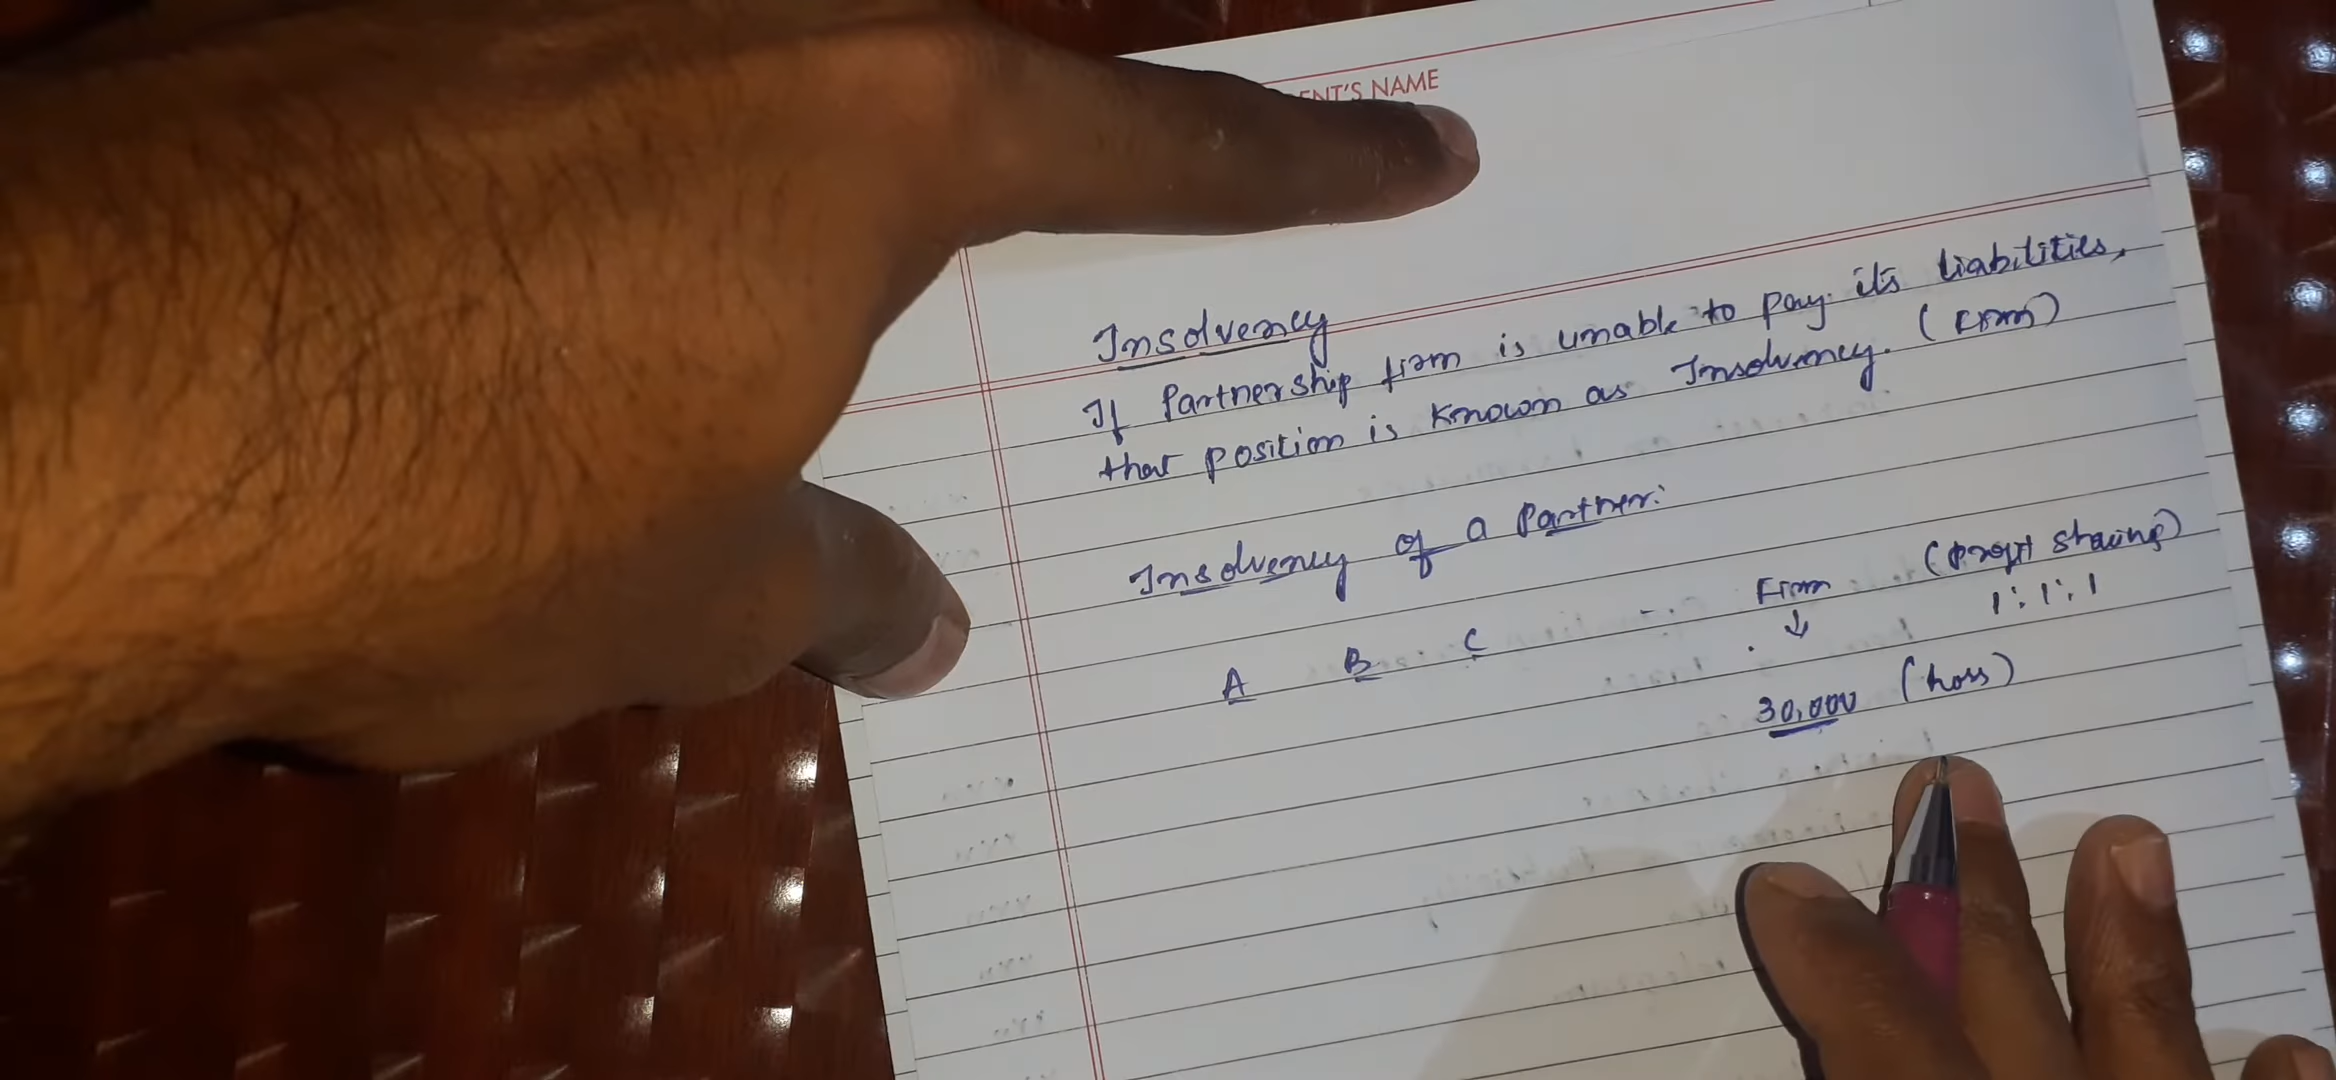 ENT'S NAME
Insolvency
If Partnership firm is unable to pay its liabilities,
that position is known as Insolvency. (Firm)
Insolvency of a Partner:
A B C Firm (Profit sharing)
↓ 1:1:1
30,000 (Loss)